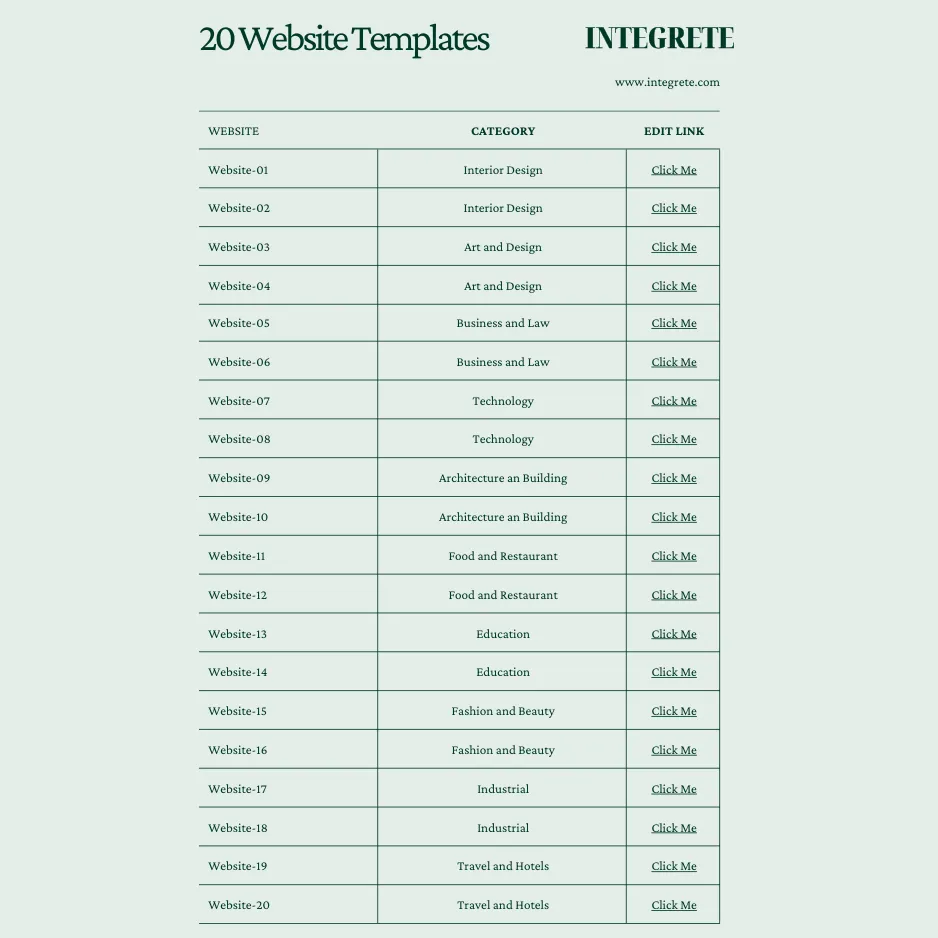 20 Website Templates INTEGRETE
www.integrete.com
WEBSITE CATEGORY EDIT LINK
Website-01 Interior Design Click Me
Website-02 Interior Design Click Me
Website-03 Art and Design Click Me
Website-04 Art and Design Click Me
Website-05 Business and Law Click Me
Website-06 Business and Law Click Me
Website-07 Technology Click Me
Website-08 Technology Click Me
Website-09 Architecture an Building Click Me
Website-10 Architecture an Building Click Me
Website-11 Food and Restaurant Click Me
Website-12 Food and Restaurant Click Me
Website-13 Education Click Me
Website-14 Education Click Me
Website-15 Fashion and Beauty Click Me
Website-16 Fashion and Beauty Click Me
Website-17 Industrial Click Me
Website-18 Industrial Click Me
Website-19 Travel and Hotels Click Me
Website-20 Travel and Hotels Click Me